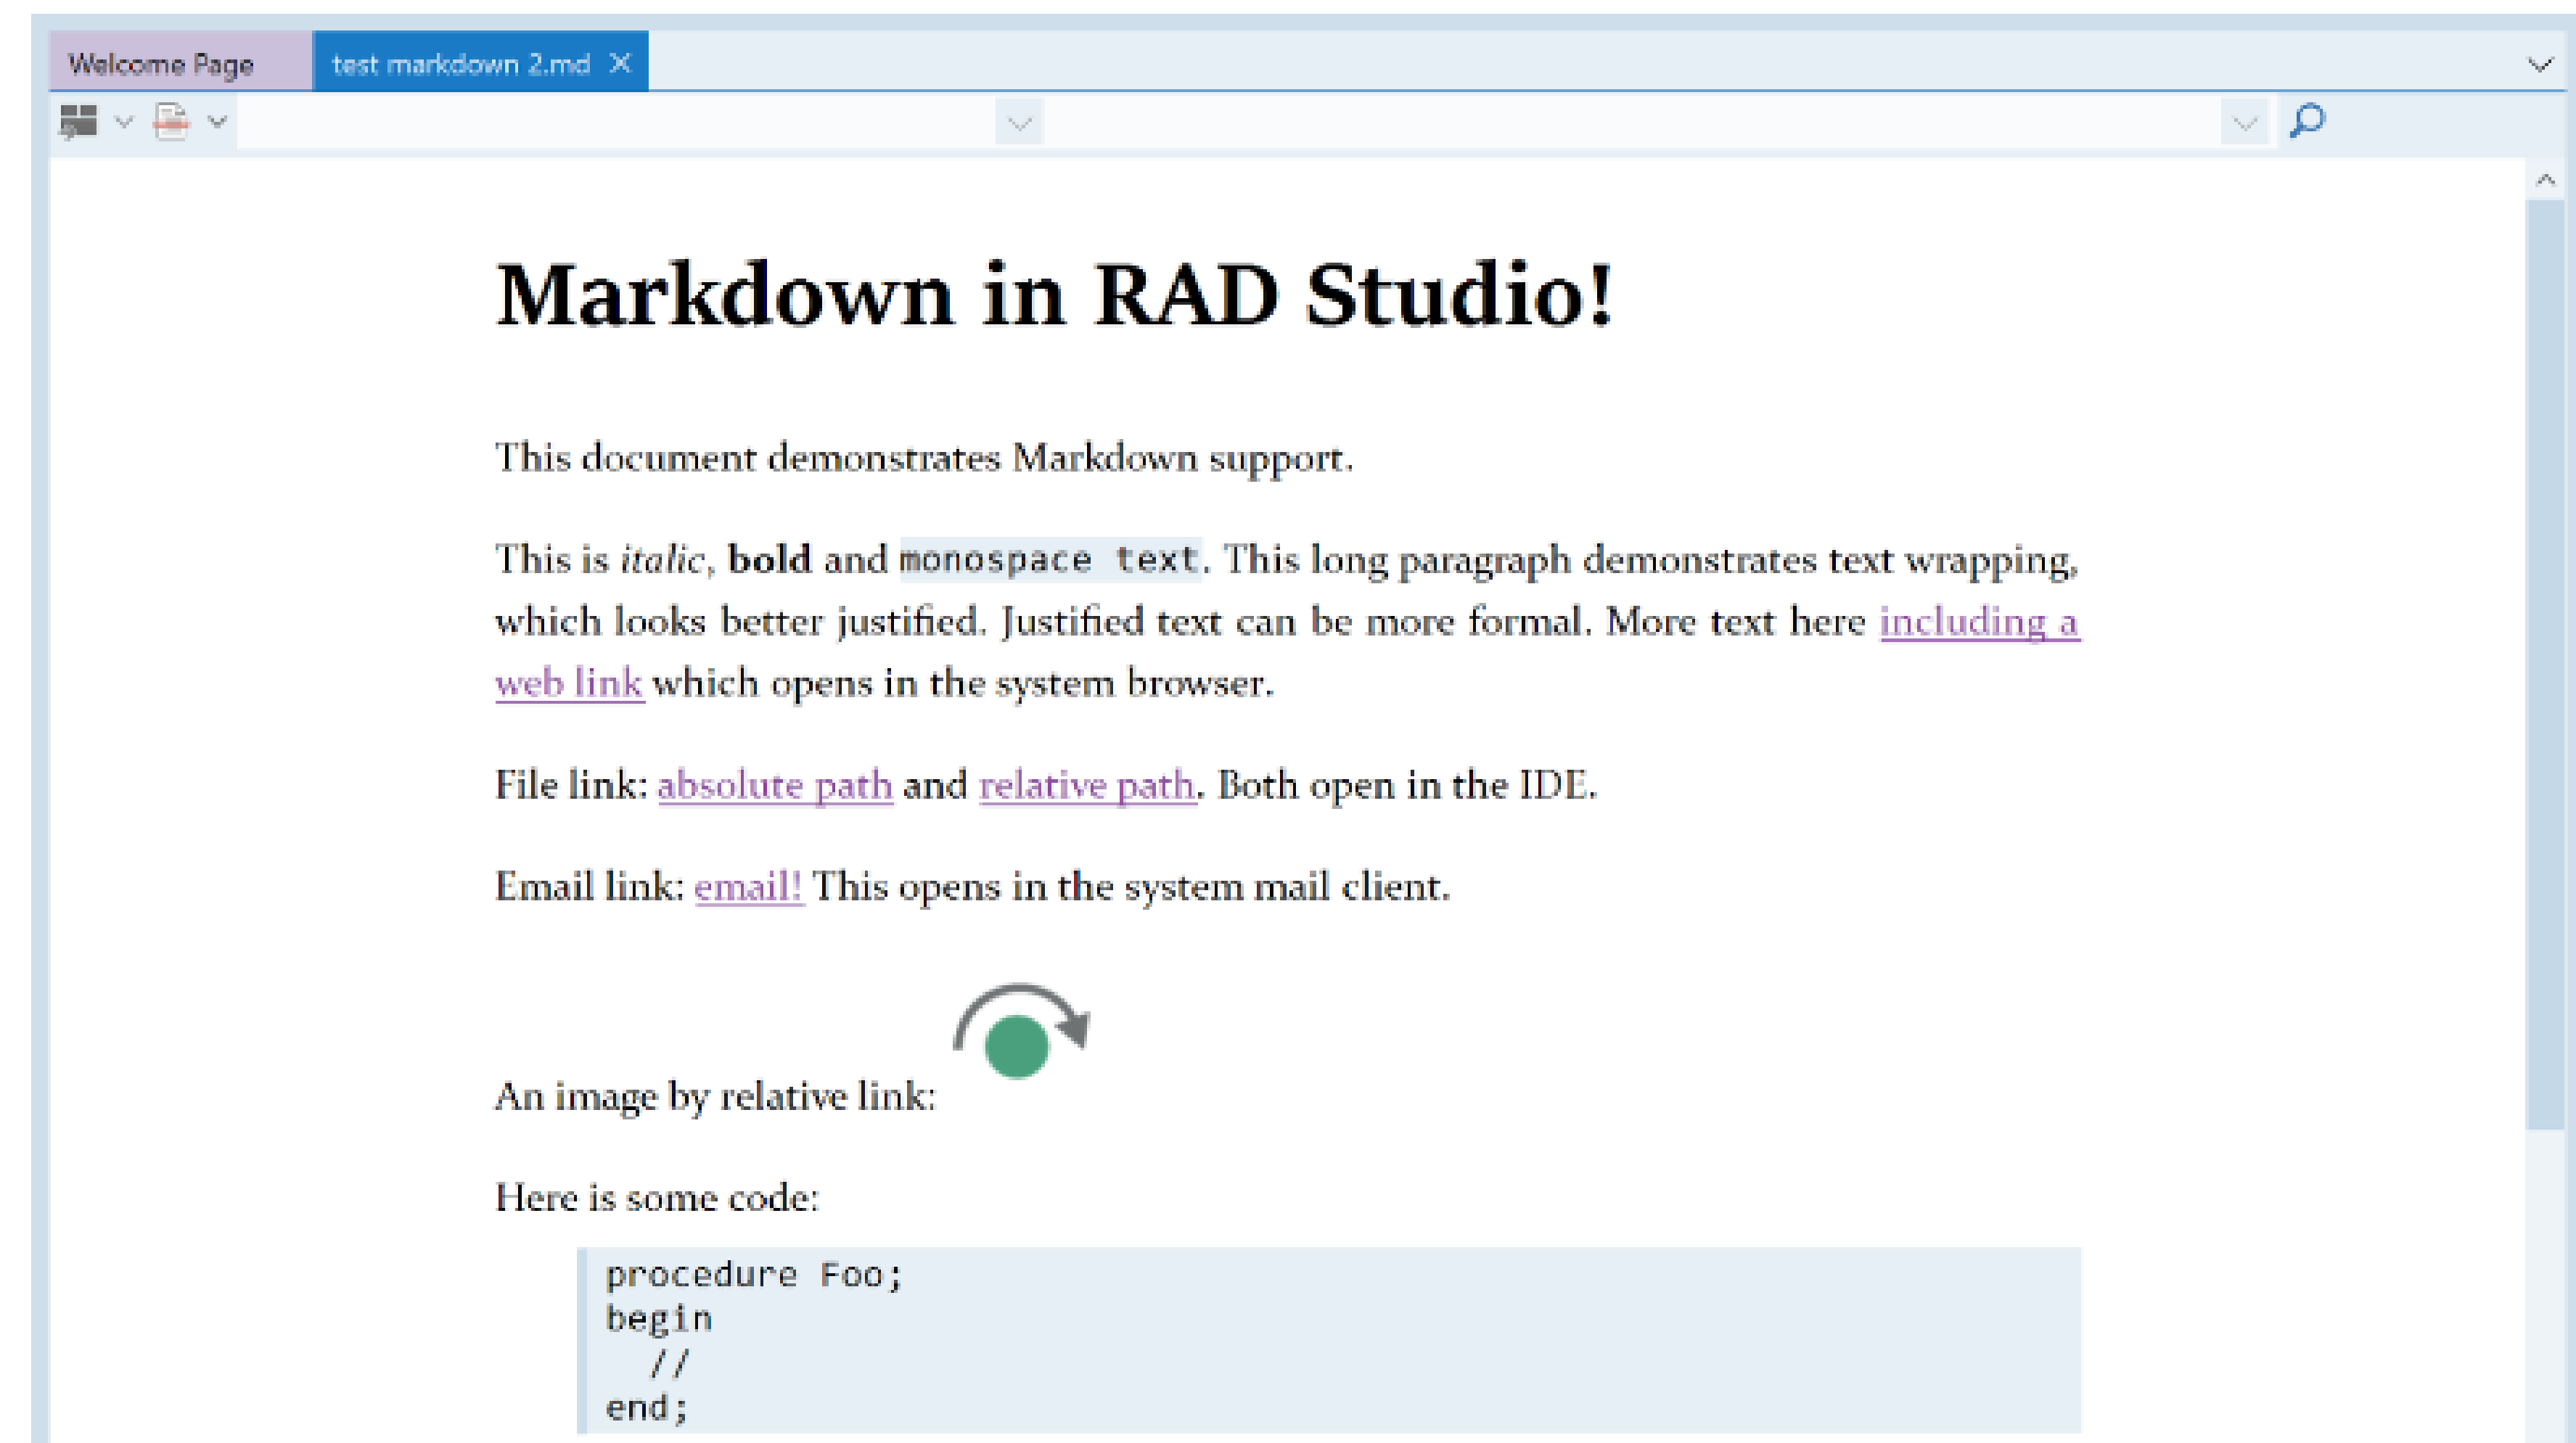 Welcome Page
test markdown 2.md
Markdown in RAD Studio!
This document demonstrates Markdown support.
This is italic, bold and monospace text. This long paragraph demonstrates text wrapping,
which looks better justified. Justified text can be more formal. More text here including a
web link which opens in the system browser.
File link: absolute path and relative path. Both open in the IDE.
Email link: email! This opens in the system mail client.
An image by relative link:
Here is some code:
procedure Foo;
begin
  //
end;